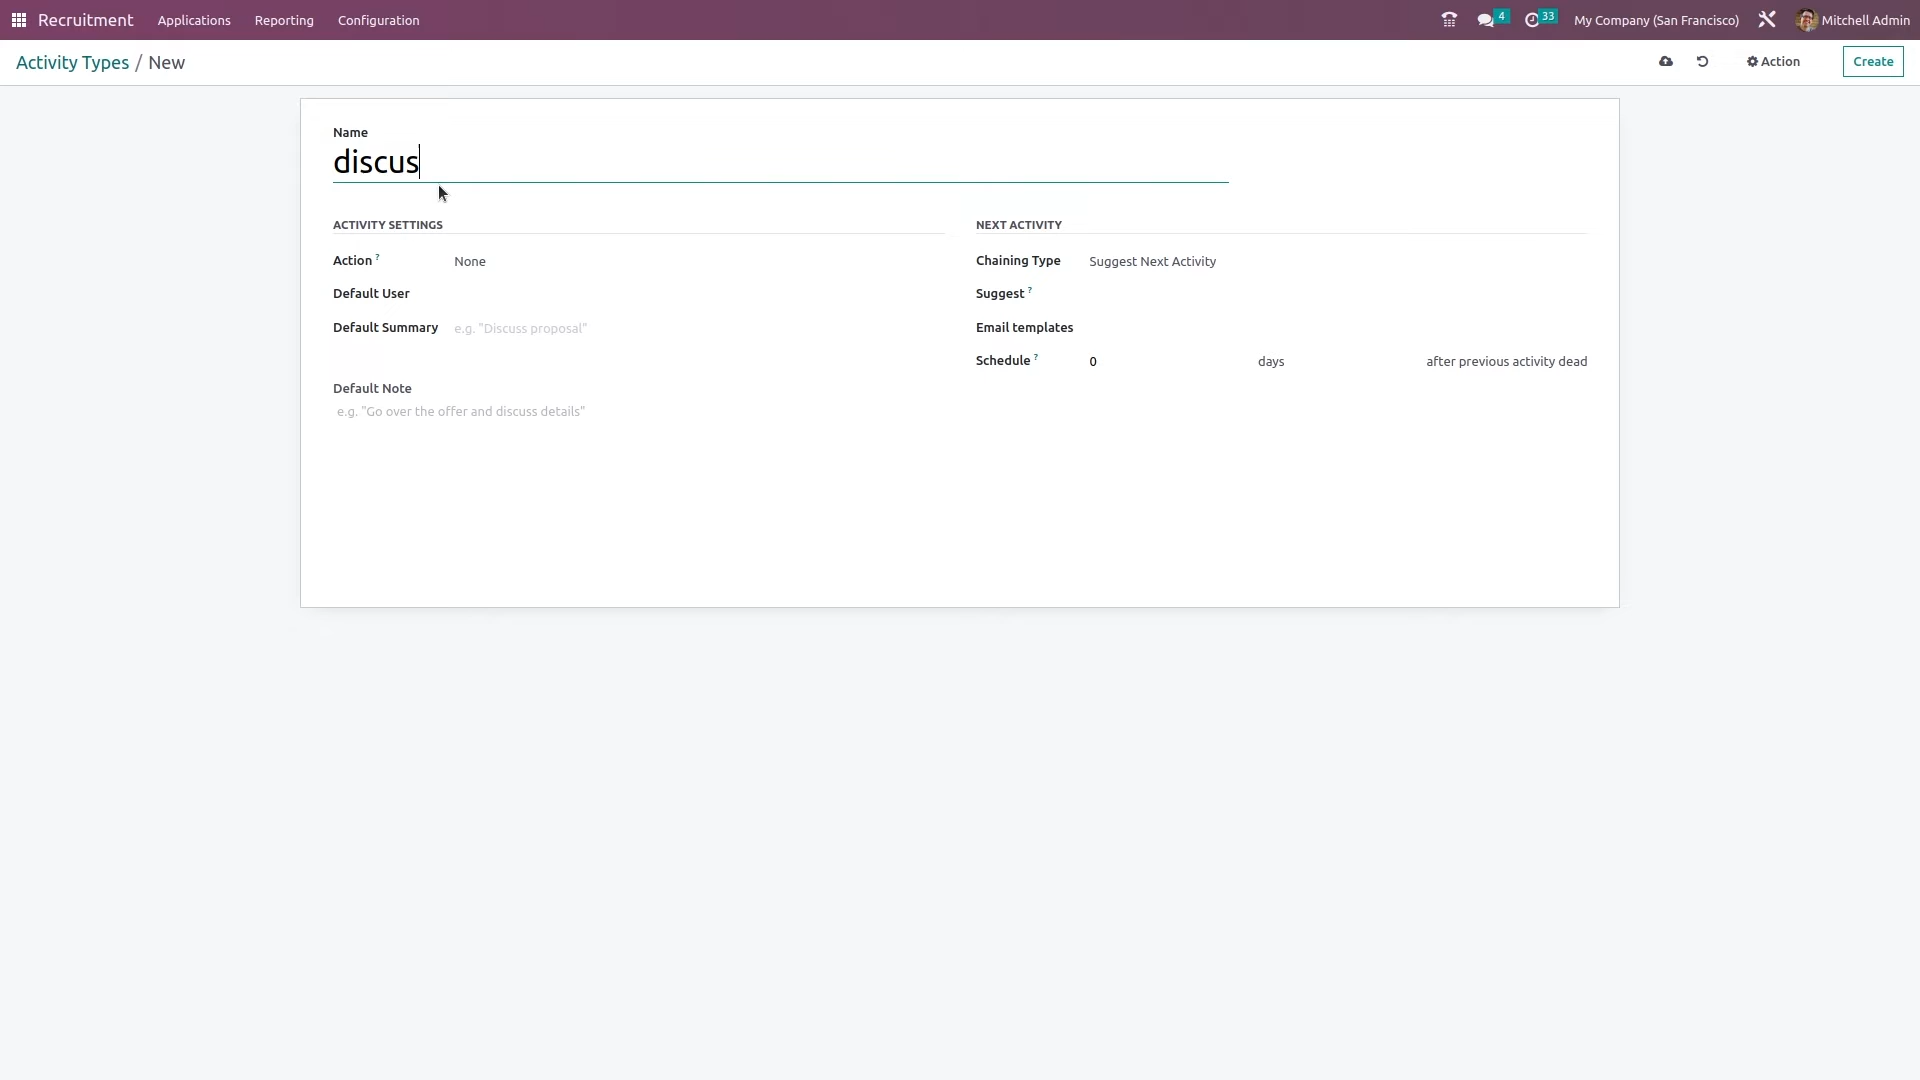 Recruitment Applications Reporting Configuration 4 33 My Company (San Francisco) Mitchell Admin
Activity Types / New Action Create
Name
discus
ACTIVITY SETTINGS
Action ? None
Default User
Default Summary e.g. "Discuss proposal"
Default Note
e.g. "Go over the offer and discuss details"
NEXT ACTIVITY
Chaining Type Suggest Next Activity
Suggest ?
Email templates
Schedule ? 0 days after previous activity dead